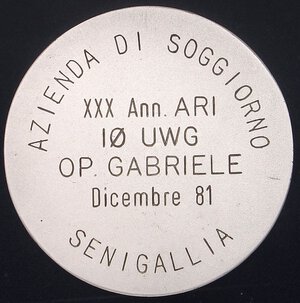 AZIENDA DI SOGGIORNO
XXX Ann. ARI
IØ UWG
OP. GABRIELE
Dicembre 81
SENIGALLIA